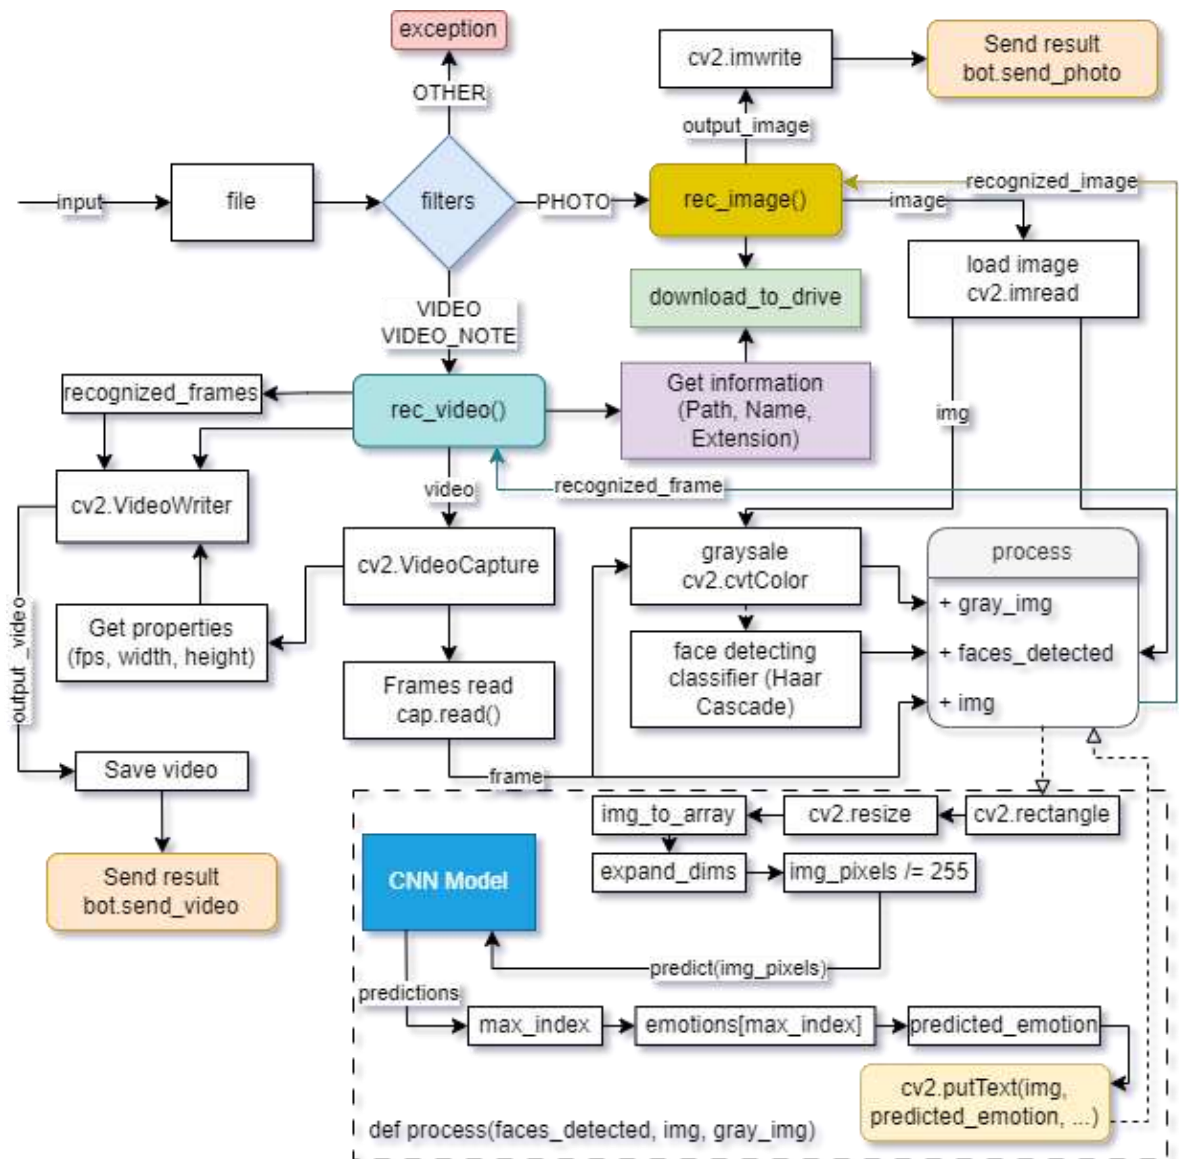 exception
cv2.imwrite
Send result
bot.send_photo
OTHER
output_image
input
file
filters
PHOTO
rec_image()
recognized_image
image
load image
cv2.imread
download_to_drive
VIDEO
VIDEO_NOTE
recognized_frames
rec_video()
Get information
(Path, Name,
Extension)
img
cv2.VideoWriter
video
recognized_frame
cv2.VideoCapture
graysale
cv2.cvtColor
process
+ gray_img
+ faces_detected
+ img
Get properties
(fps, width, height)
output _video
face detecting
classifier (Haar
Cascade)
Frames read
cap.read()
Save video
frame
img_to_array
cv2.resize
cv2.rectangle
CNN Model
expand_dims
img_pixels /= 255
Send result
bot.send_video
predict(img_pixels)
predictions
max_index
emotions[max_index]
predicted_emotion
cv2.putText(img,
predicted_emotion, ...)
def process(faces_detected, img, gray_img)